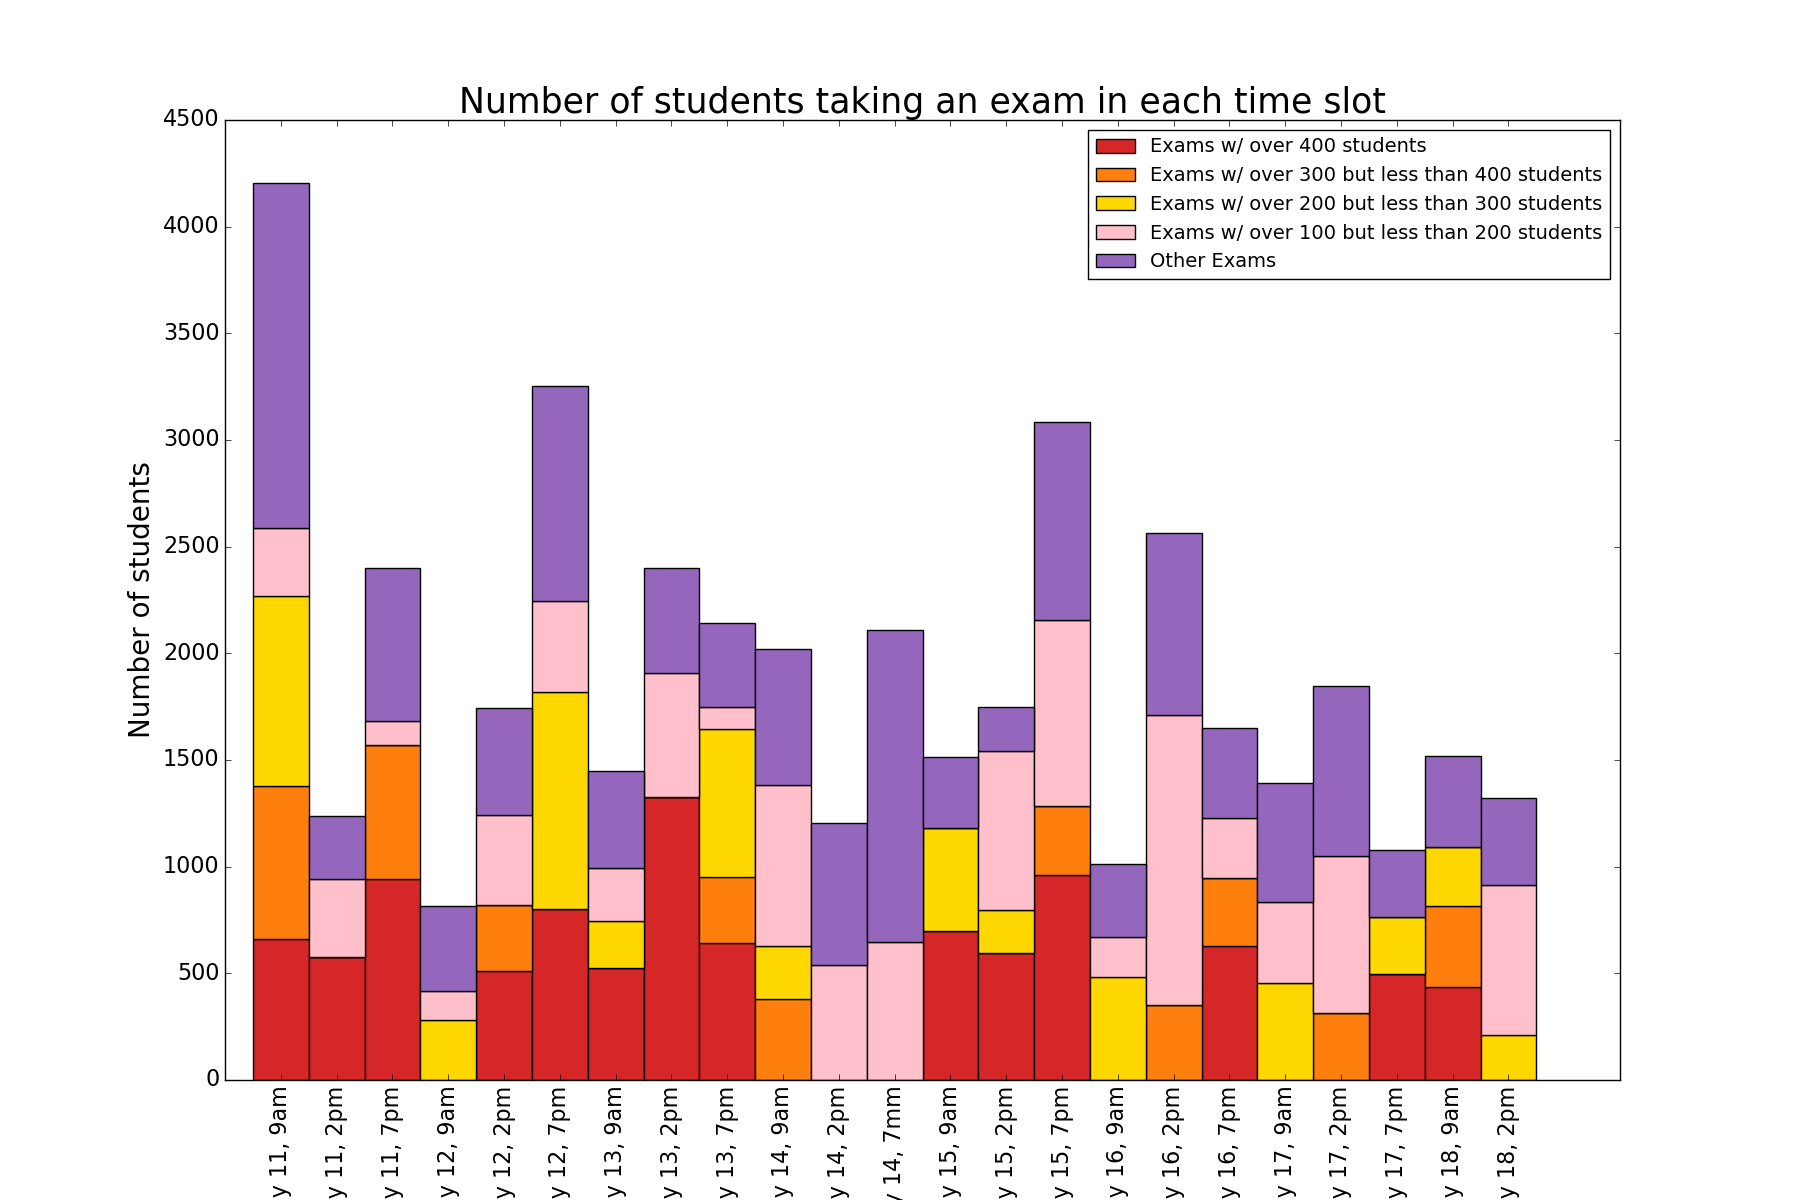 Number of students taking an exam in each time slot
Number of students
4500
4000
3500
3000
2500
2000
1500
1000
500
0
Exams w/ over 400 students
Exams w/ over 300 but less than 400 students
Exams w/ over 200 but less than 300 students
Exams w/ over 100 but less than 200 students
Other Exams
y 11, 9am
y 11, 2pm
y 11, 7pm
y 12, 9am
y 12, 2pm
y 12, 7pm
y 13, 9am
y 13, 2pm
y 13, 7pm
y 14, 9am
y 14, 2pm
y 14, 7mm
y 15, 9am
y 15, 2pm
y 15, 7pm
y 16, 9am
y 16, 2pm
y 16, 7pm
y 17, 9am
y 17, 2pm
y 17, 7pm
y 18, 9am
y 18, 2pm